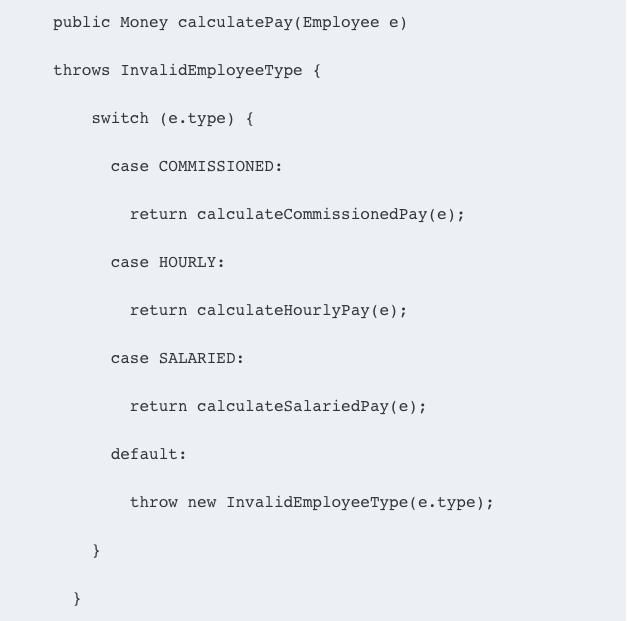 public Money calculatePay(Employee e)
throws InvalidEmployeeType {
switch (e.type) {
case COMMISSIONED:
return calculateCommissionedPay(e);
case HOURLY:
return calculateHourlyPay(e);
case SALARIED:
return calculateSalariedPay(e);
default:
throw new InvalidEmployeeType(e.type);
}
}